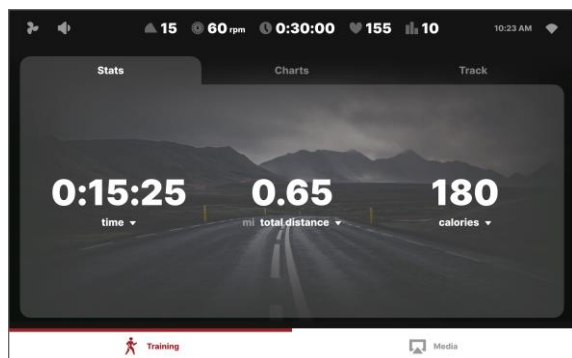 15 60 rpm 0:30:00 155 10 10:23 AM
Stats Charts Track
0:15:25 0.65 180
time mi total distance calories
Training Media